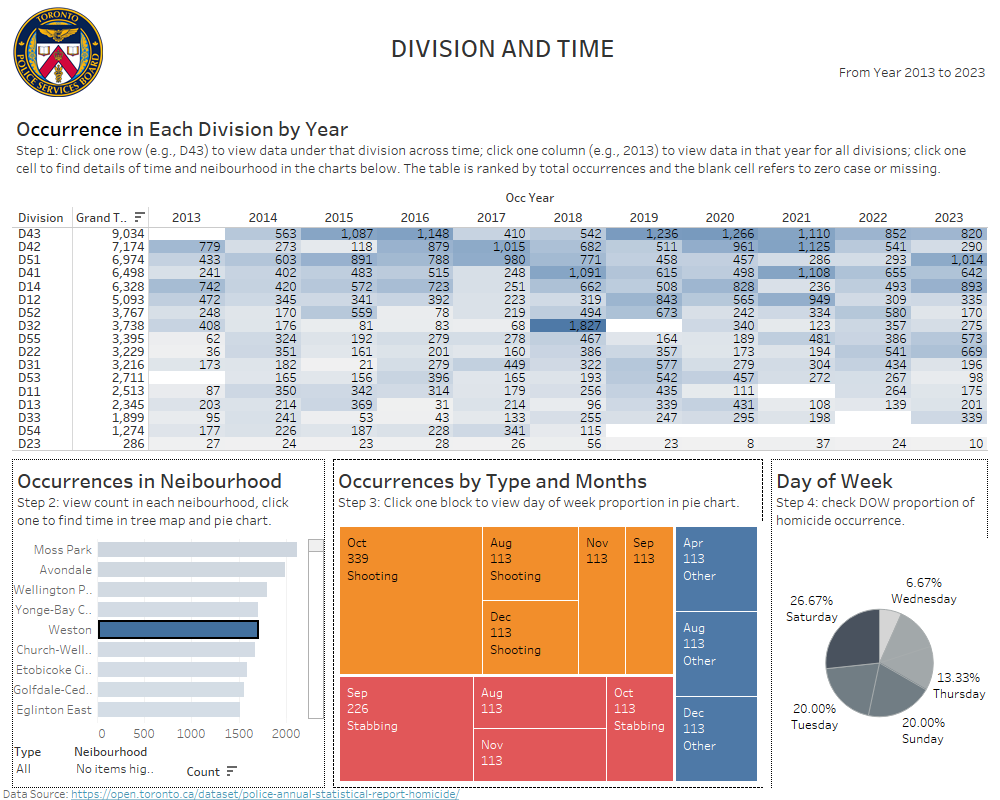 TORONTO
POLICE SERVICES BOARD
DIVISION AND TIME
From Year 2013 to 2023
Occurrence in Each Division by Year
Step 1: Click one row (e.g., D43) to view data under that division across time; click one column (e.g., 2013) to view data in that year for all divisions; click one
cell to find details of time and neibourhood in the charts below. The table is ranked by total occurrences and the blank cell refers to zero case or missing.
Occ Year
Division Grand T.. 2013 2014 2015 2016 2017 2018 2019 2020 2021 2022 2023
D43 9,034 563 1,087 1,148 410 542 1,236 1,266 1,110 852 820
D42 7,174 779 273 118 879 1,015 682 511 961 1,125 541 290
D51 6,974 433 603 891 788 980 771 458 457 286 293 1,014
D41 6,498 241 402 483 515 248 1,091 615 498 1,108 655 642
D14 6,328 742 420 572 723 251 662 508 828 236 493 893
D12 5,093 472 345 341 392 223 319 843 565 949 309 335
D52 3,767 248 170 559 78 219 494 673 242 334 580 170
D32 3,738 408 176 81 83 68 1,827 340 123 357 275
D55 3,395 62 324 192 279 278 467 164 189 481 386 573
D22 3,229 36 351 161 201 160 386 357 173 194 541 669
D31 3,216 173 182 21 279 449 322 577 279 304 434 196
D53 2,711 165 156 396 165 193 542 457 272 267 98
D11 2,513 87 350 342 314 179 256 435 111 264 175
D13 2,345 203 214 369 31 214 96 339 431 108 139 201
D33 1,899 95 241 53 43 133 255 247 295 198 339
D54 1,274 177 226 187 228 341 115
D23 286 27 24 23 28 26 56 23 8 37 24 10
Occurrences in Neibourhood
Step 2: view count in each neibourhood, click
one to find time in tree map and pie chart.
Moss Park
Avondale
Wellington P..
Yonge-Bay C..
Weston
Church-Well..
Etobicoke Ci..
Golfdale-Ced..
Eglinton East
0 500 1000 1500 2000
Type Neibourhood
All No items hig..
Count
Occurrences by Type and Months
Step 3: Click one block to view day of week proportion in pie chart.
Oct
339
Shooting
Aug
113
Shooting
Dec
113
Shooting
Nov
113
Sep
113
Apr
113
Other
Aug
113
Other
Dec
113
Other
Sep
226
Stabbing
Aug
113
Nov
113
Oct
113
Stabbing
Day of Week
Step 4: check DOW proportion of
homicide occurrence.
6.67%
Wednesday
26.67%
Saturday
13.33%
Thursday
20.00%
Tuesday
20.00%
Sunday
Data Source: https://open.toronto.ca/dataset/police-annual-statistical-report-homicide/